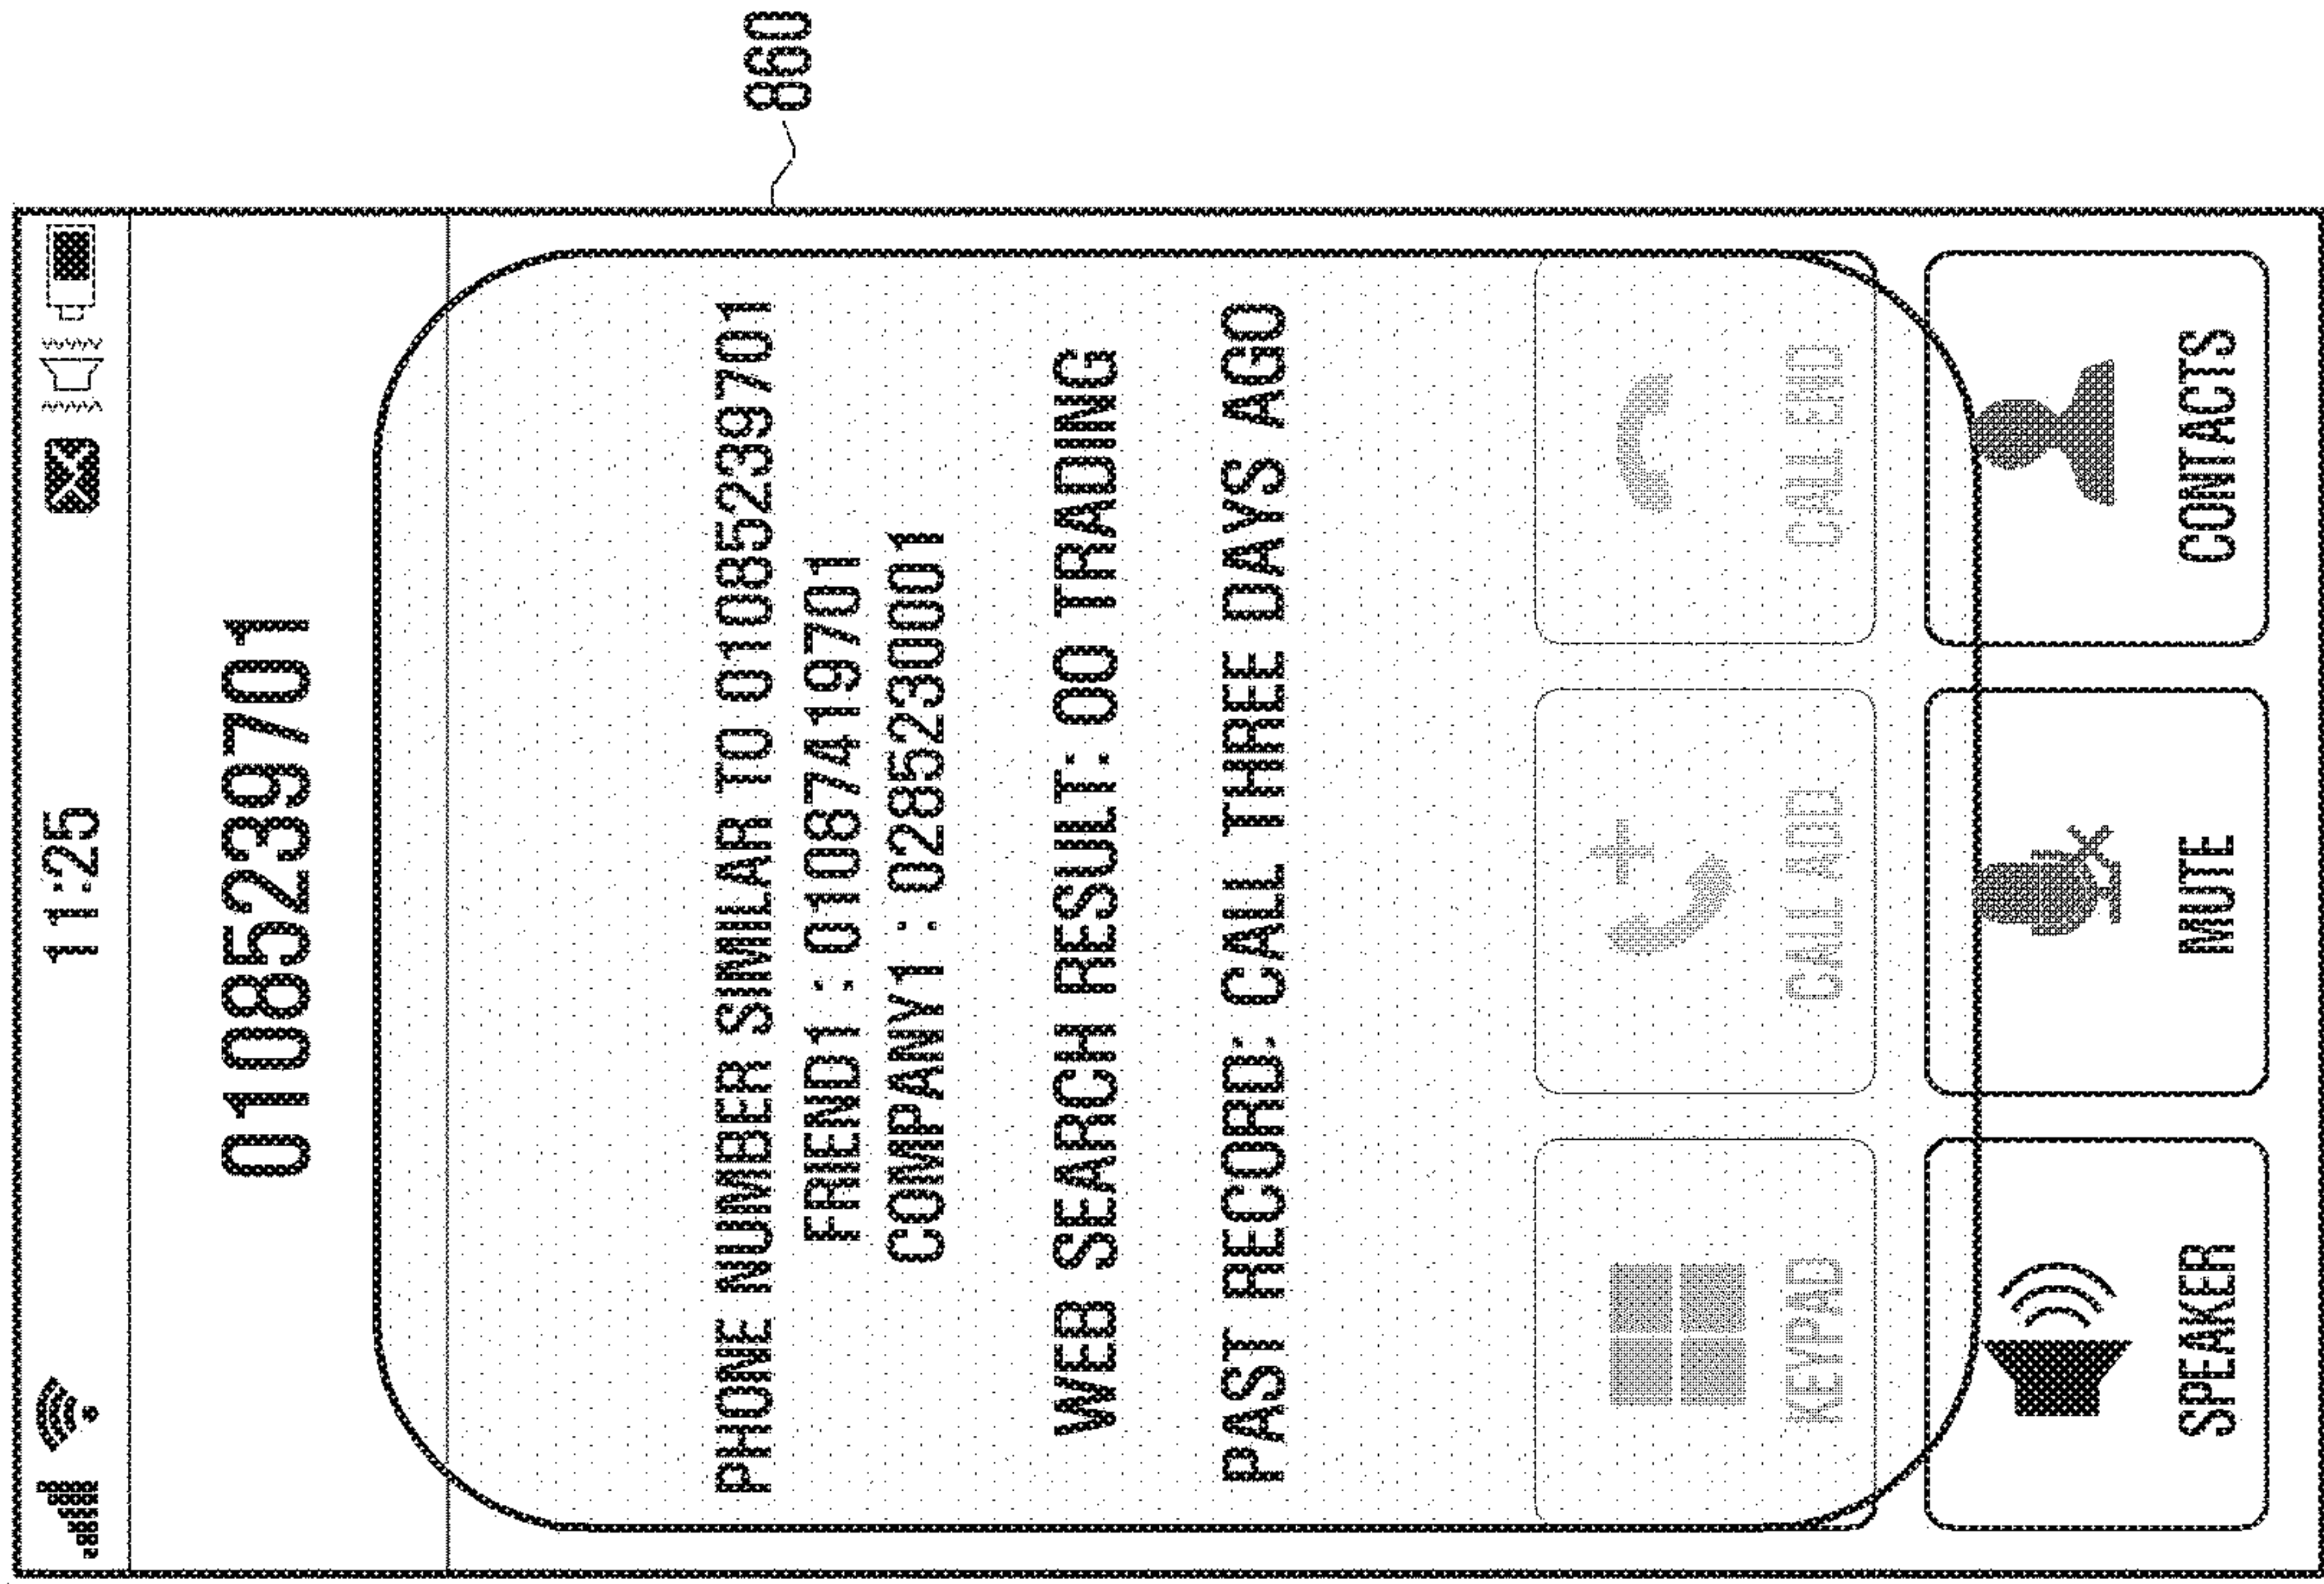 11:25
01085239701
PHONE NUMBER SIMILAR TO 01085239701
FRIEND1 : 01087419701
COMPANY1 : 0285230001
WEB SEARCH RESULT: OO TRADING
PAST RECORD: CALL THREE DAYS AGO
KEYPAD
CALL ADD
CALL END
SPEAKER
MUTE
CONTACTS
860